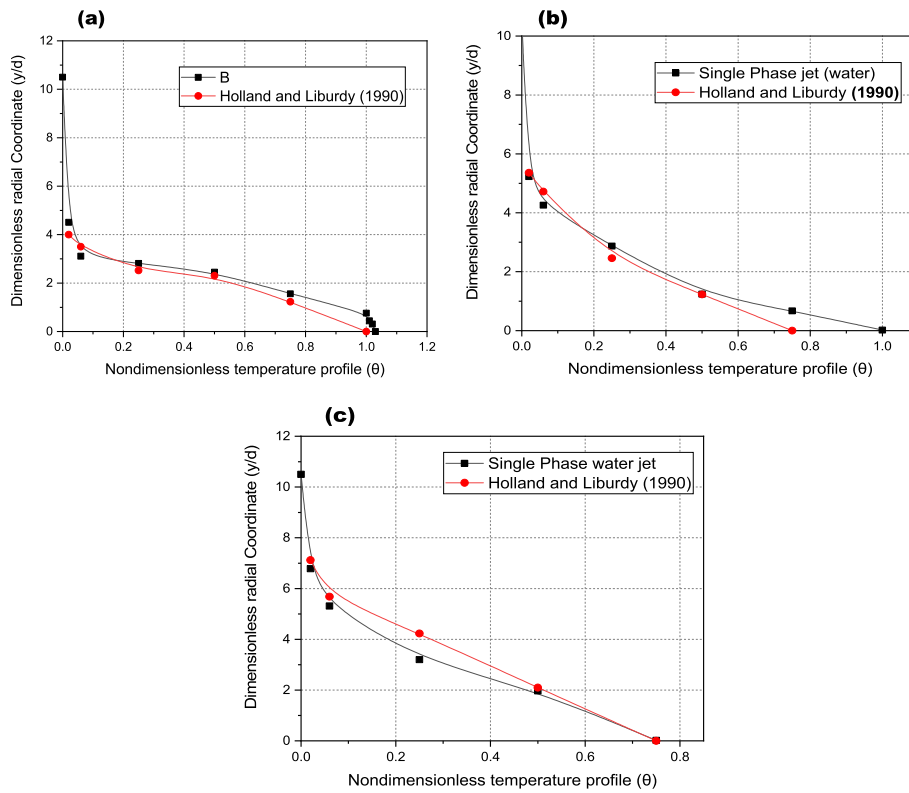 (a)
12
10
8
6
4
2
0
0.0 0.2 0.4 0.6 0.8 1.0 1.2
Dimensionless radial Coordinate (y/d)
Nondimensionless temperature profile (θ)
B
Holland and Liburdy (1990)
(b)
10
8
6
4
2
0
0.0 0.2 0.4 0.6 0.8 1.0
Dimensionless radial Coordinate (y/d)
Nondimensionless temperature profile (θ)
Single Phase jet (water)
Holland and Liburdy (1990)
(c)
12
10
8
6
4
2
0
0.0 0.2 0.4 0.6 0.8
Dimensionless radial Coordinate (y/d)
Nondimensionless temperature profile (θ)
Single Phase water jet
Holland and Liburdy (1990)